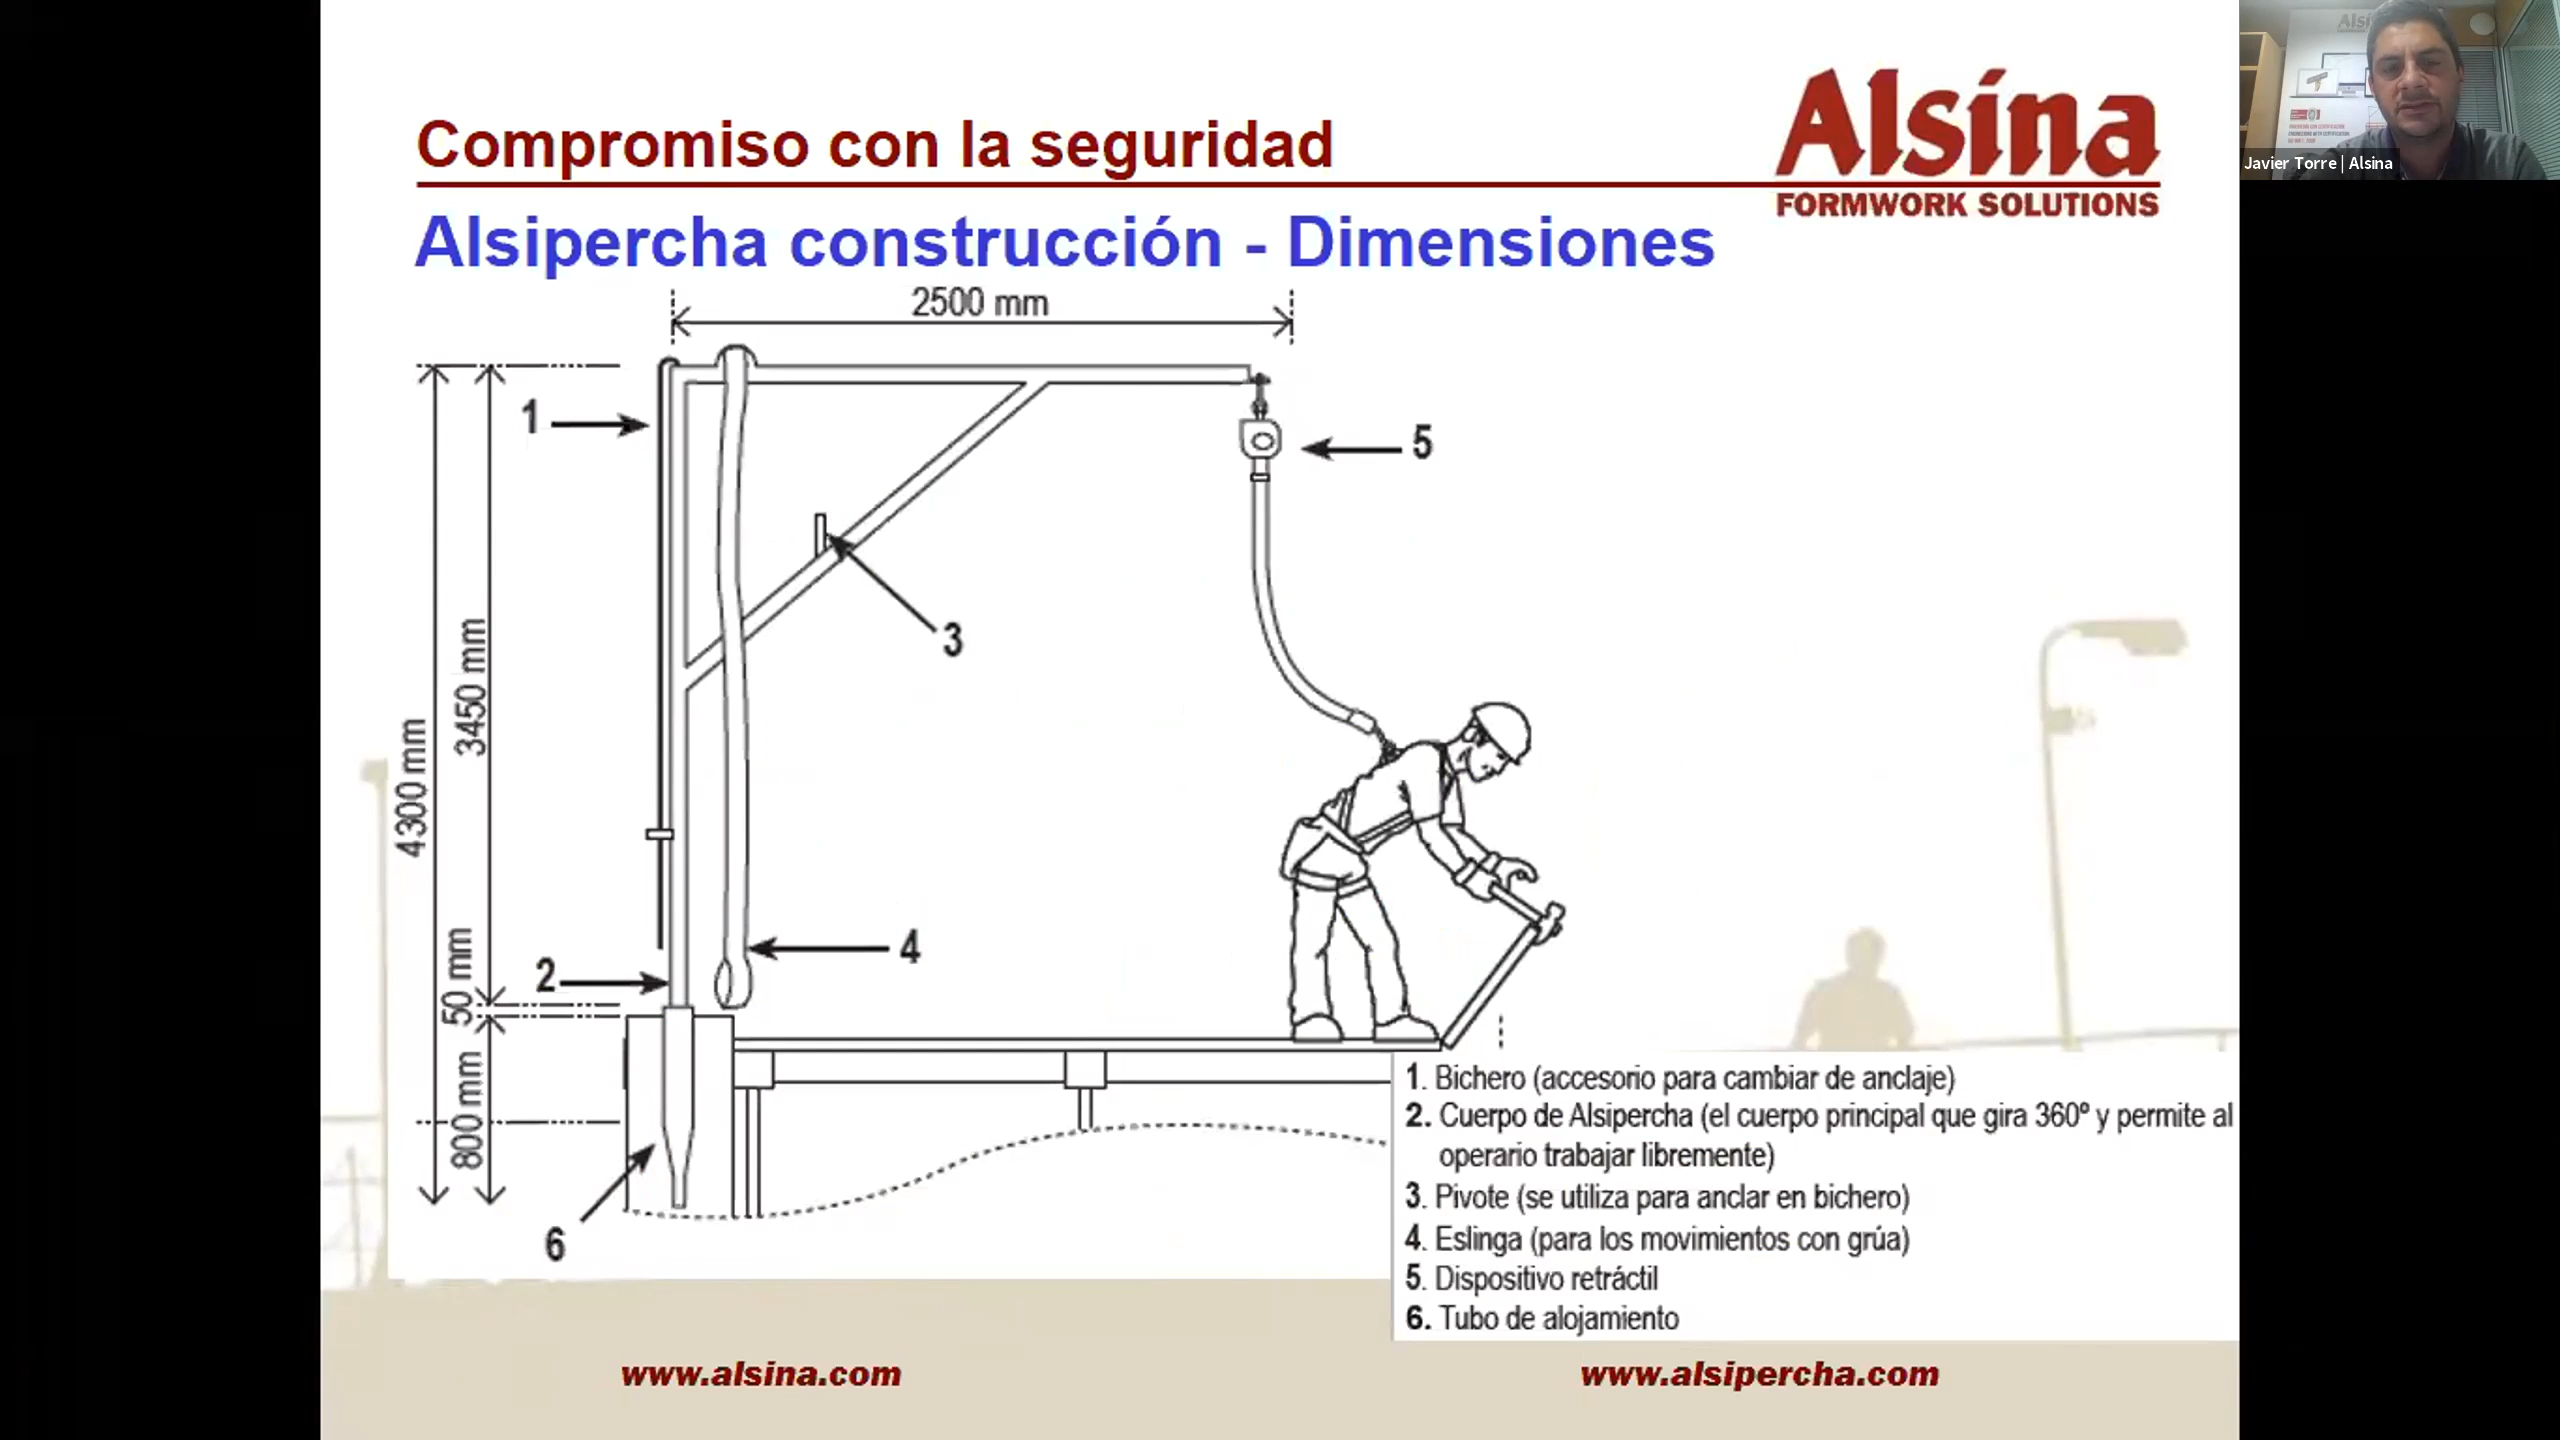 Compromiso con la seguridad
Alsína
FORMWORK SOLUTIONS
Javier Torre | Alsina
Alsipercha construcción - Dimensiones
2500 mm
1
5
3
3450 mm
4300 mm
50 mm
4
2
800 mm
6
1. Bichero (accesorio para cambiar de anclaje)
2. Cuerpo de Alsipercha (el cuerpo principal que gira 360º y permite al
operario trabajar libremente)
3. Pivote (se utiliza para anclar en bichero)
4. Eslinga (para los movimientos con grúa)
5. Dispositivo retráctil
6. Tubo de alojamiento
www.alsina.com
www.alsipercha.com